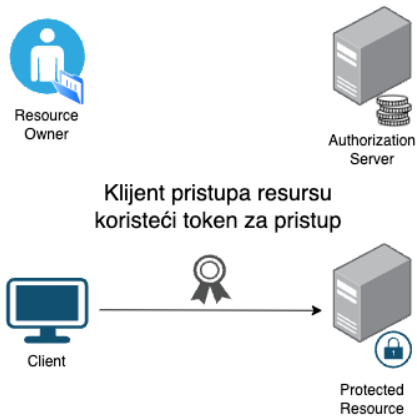 Resource
Owner
Authorization
Server
Klijent pristupa resursu
koristeći token za pristup
Client
Protected
Resource